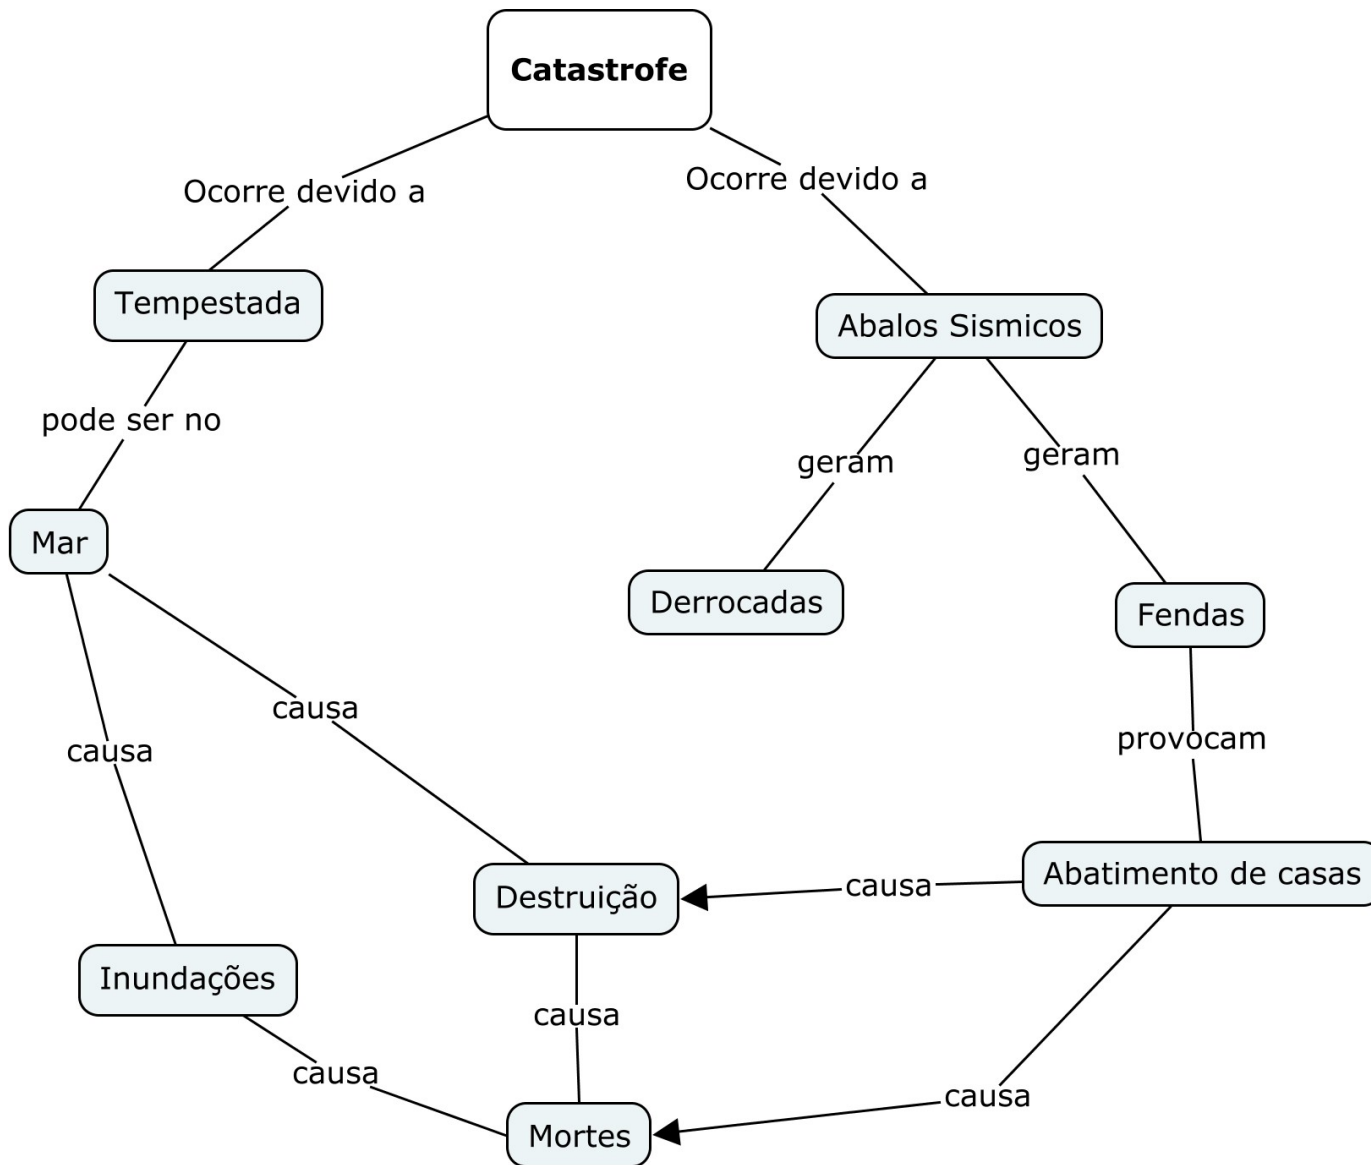 Catastrofe
Ocorre devido a
Ocorre devido a
Tempestada
Abalos Sismicos
pode ser no
geram
geram
Mar
Derrocadas
Fendas
causa
causa
provocam
Destruição
causa
Abatimento de casas
Inundações
causa
causa
causa
Mortes